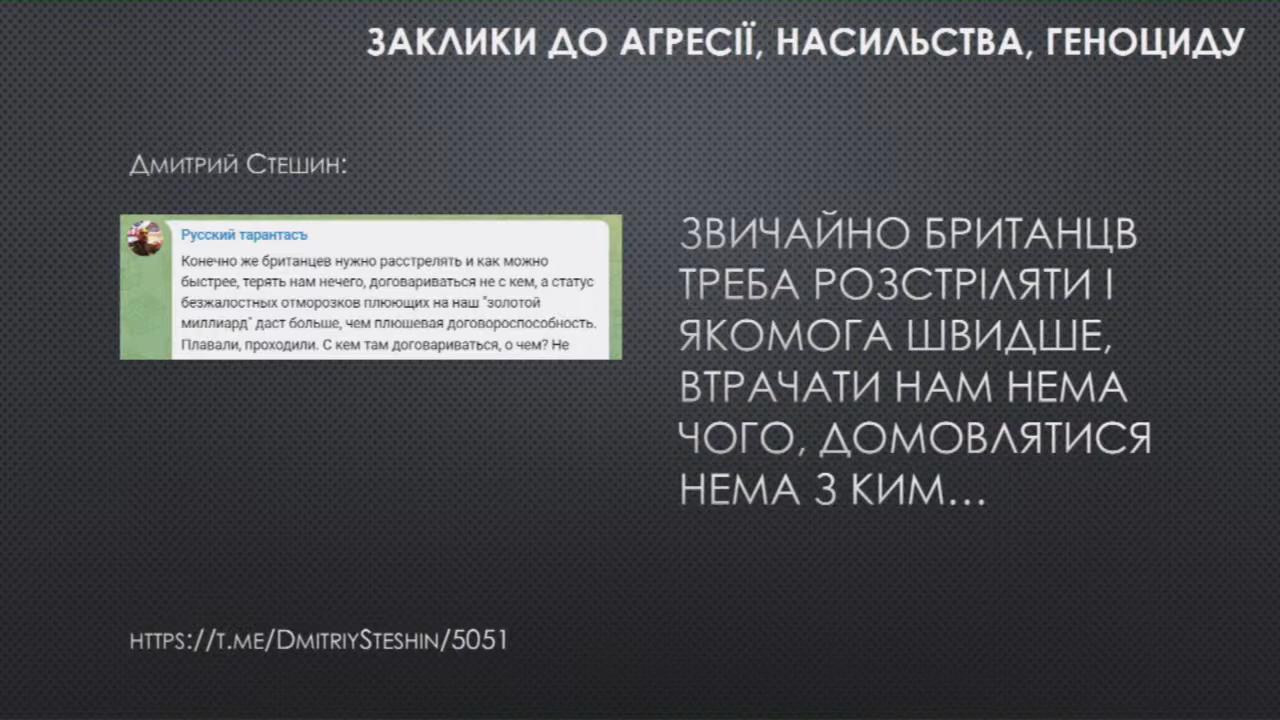 ЗАКЛИКИ ДО АГРЕСІЇ, НАСИЛЬСТВА, ГЕНОЦИДУ
Дмитрий Стешин:
Русский тарантасъ
Конечно же британцев нужно расстрелять и как можно
быстрее, терять нам нечего, договариваться не с кем, а статус
безжалостных отморозков плюющих на наш "золотой
миллиард" даст больше, чем плюшевая договороспособность.
Плавали, проходили. С кем там договариваться, о чем? Не
ЗВИЧАЙНО БРИТАНЦВ
ТРЕБА РОЗСТРІЛЯТИ І
ЯКОМОГА ШВИДШЕ,
ВТРАЧАТИ НАМ НЕМА
ЧОГО, ДОМОВЛЯТИСЯ
НЕМА З КИМ...
HTTPS://T.ME/DMITRIYSTESHIN/5051